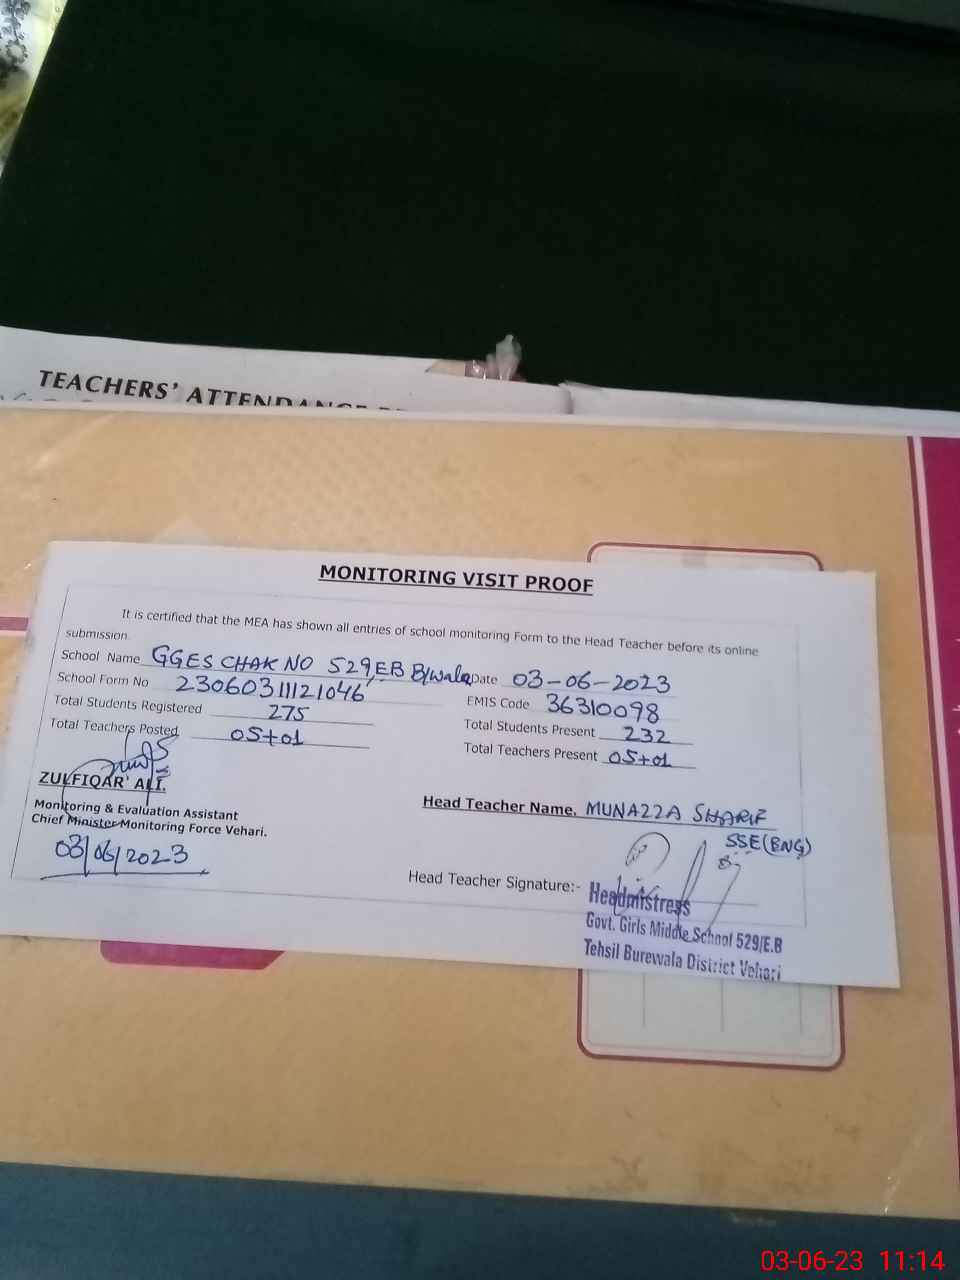 TEACHERS' ATTENDANCE
MONITORING VISIT PROOF
It is certified that the MEA has shown all entries of school monitoring Form to the Head Teacher before its online
submission.
School Name GGES CHAK NO 529/EB B/Wala Date 03-06-2023
School Form No 23060311121046 EMIS Code 36310098
Total Students Registered 275 Total Students Present 232
Total Teachers Posted 05+01 Total Teachers Present 05+01
ZULFIQAR ALI.
Monitoring & Evaluation Assistant
Chief Minister Monitoring Force Vehari.
03/06/2023
Head Teacher Name. MUNAZZA SHARIF
SSE (ENG)
Head Teacher Signature:-
Headmistress
Govt. Girls Middle School 529/E.B
Tehsil Burewala District Vehari
03-06-23 11:14